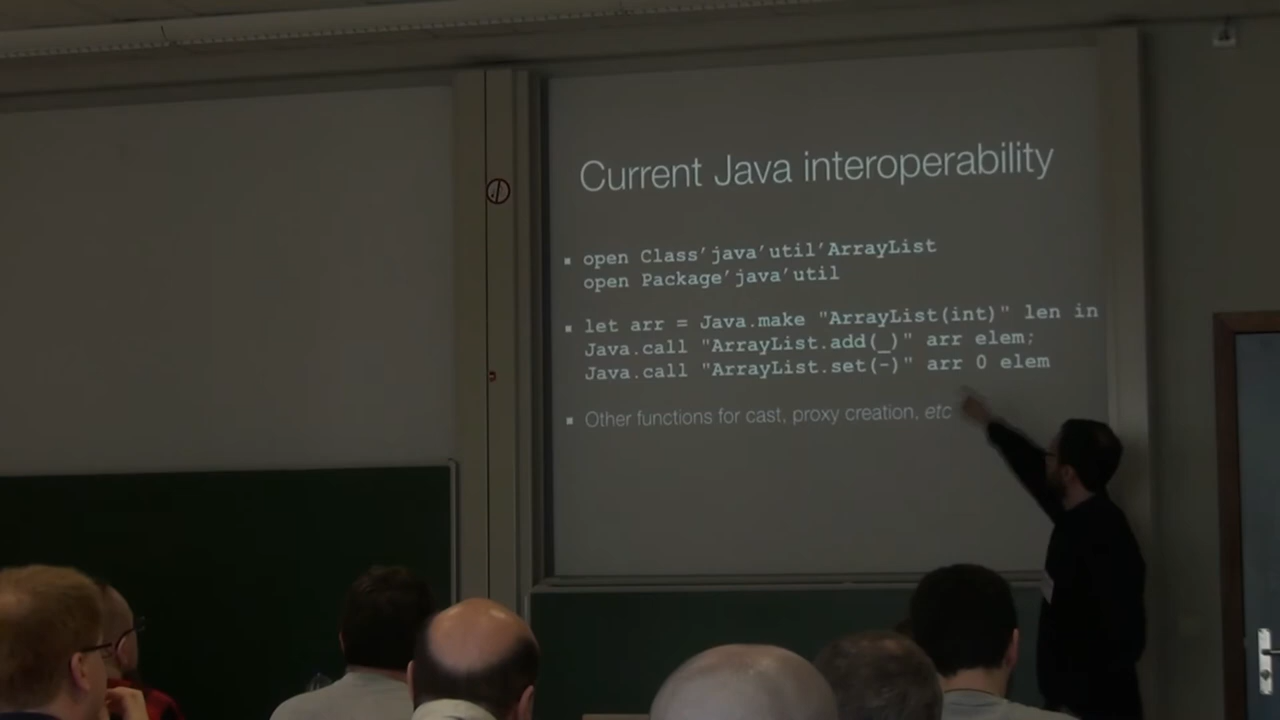 Current Java interoperability
▪ open Class'java'util'ArrayList
open Package'java'util
▪ let arr = Java.make "ArrayList(int)" len in
Java.call "ArrayList.add(_)" arr elem;
Java.call "ArrayList.set(-)" arr 0 elem
▪ Other functions for cast, proxy creation, etc